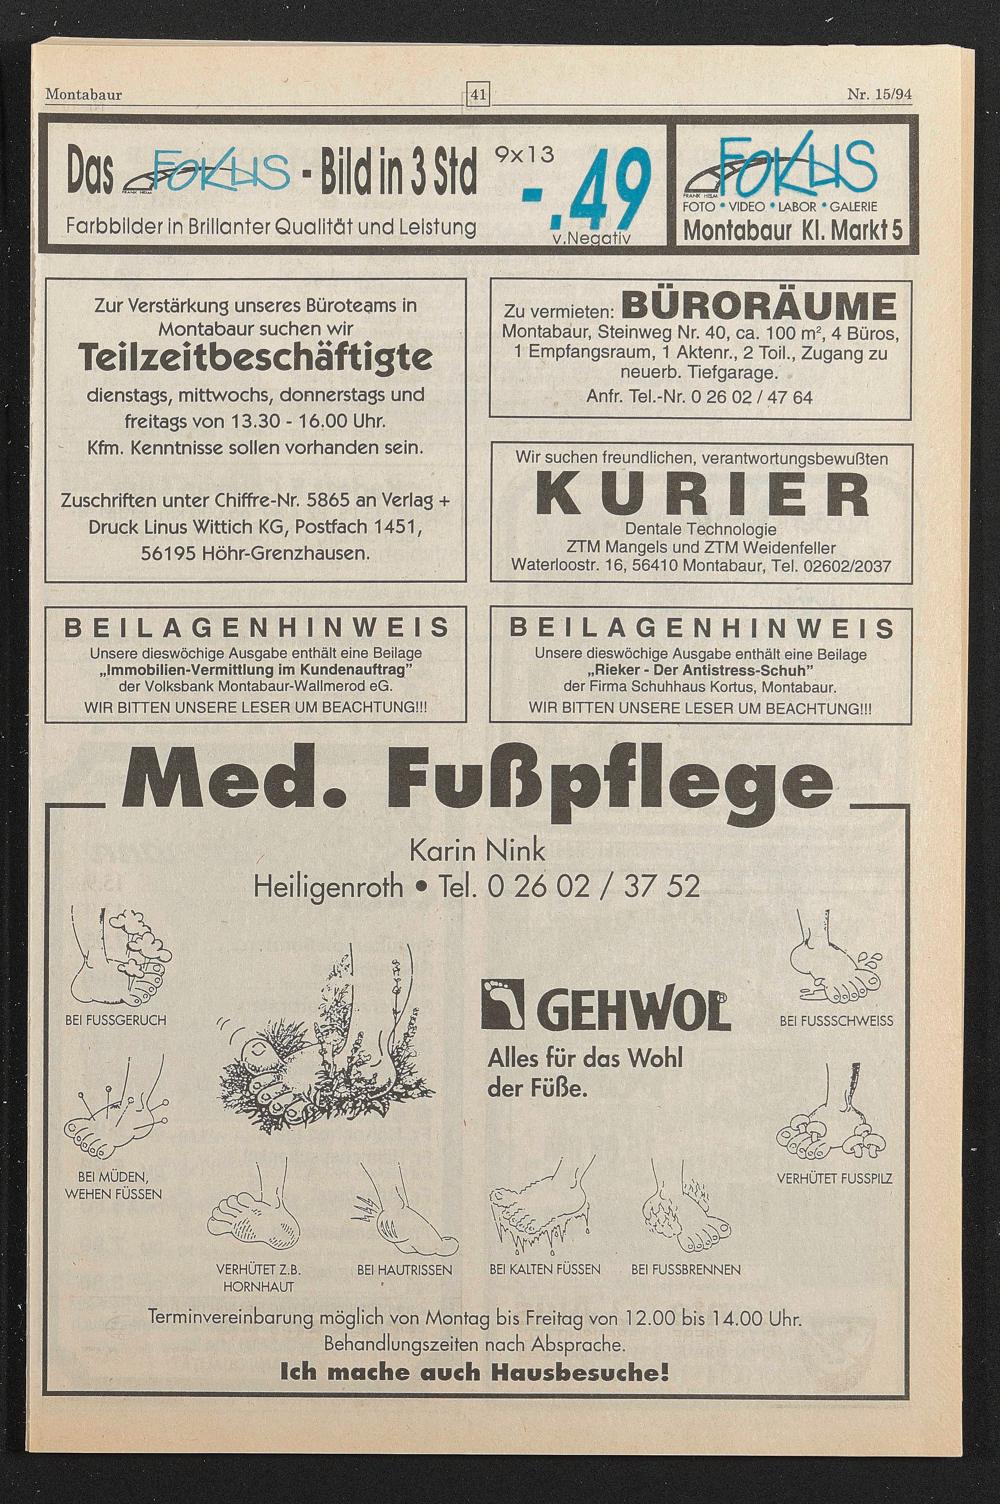 Montabaur
41
Nr. 15/94
Das FOKUS - Bild in 3 Std
FRANK HELM
9x13
-.49
v.Negativ
Farbbilder in Brillanter Qualität und Leistung
FOKUS
FRANK HELM
FOTO • VIDEO • LABOR • GALERIE
Montabaur Kl. Markt 5
Zur Verstärkung unseres Büroteams in
Montabaur suchen wir
Teilzeitbeschäftigte
dienstags, mittwochs, donnerstags und
freitags von 13.30 - 16.00 Uhr.
Kfm. Kenntnisse sollen vorhanden sein.
Zuschriften unter Chiffre-Nr. 5865 an Verlag +
Druck Linus Wittich KG, Postfach 1451,
56195 Höhr-Grenzhausen.
Zu vermieten: BÜRORÄUME
Montabaur, Steinweg Nr. 40, ca. 100 m², 4 Büros,
1 Empfangsraum, 1 Aktenr., 2 Toil., Zugang zu
neuerb. Tiefgarage.
Anfr. Tel.-Nr. 0 26 02 / 47 64
Wir suchen freundlichen, verantwortungsbewußten
KURIER
Dentale Technologie
ZTM Mangels und ZTM Weidenfeller
Waterloostr. 16, 56410 Montabaur, Tel. 02602/2037
BEILAGENHINWEIS
Unsere dieswöchige Ausgabe enthält eine Beilage
„Immobilien-Vermittlung im Kundenauftrag”
der Volksbank Montabaur-Wallmerod eG.
WIR BITTEN UNSERE LESER UM BEACHTUNG!!!
BEILAGENHINWEIS
Unsere dieswöchige Ausgabe enthält eine Beilage
„Rieker - Der Antistress-Schuh”
der Firma Schuhhaus Kortus, Montabaur.
WIR BITTEN UNSERE LESER UM BEACHTUNG!!!
Med. Fußpflege
Karin Nink
Heiligenroth • Tel. 0 26 02 / 37 52
BEI FUSSGERUCH
GEHWOL®
Alles für das Wohl
der Füße.
BEI FUSSSCHWEISS
BEI MÜDEN,
WEHEN FÜSSEN
VERHÜTET FUSSPILZ
VERHÜTET Z.B.
HORNHAUT
BEI HAUTRISSEN
BEI KALTEN FÜSSEN
BEI FUSSBRENNEN
Terminvereinbarung möglich von Montag bis Freitag von 12.00 bis 14.00 Uhr.
Behandlungszeiten nach Absprache.
Ich mache auch Hausbesuche!